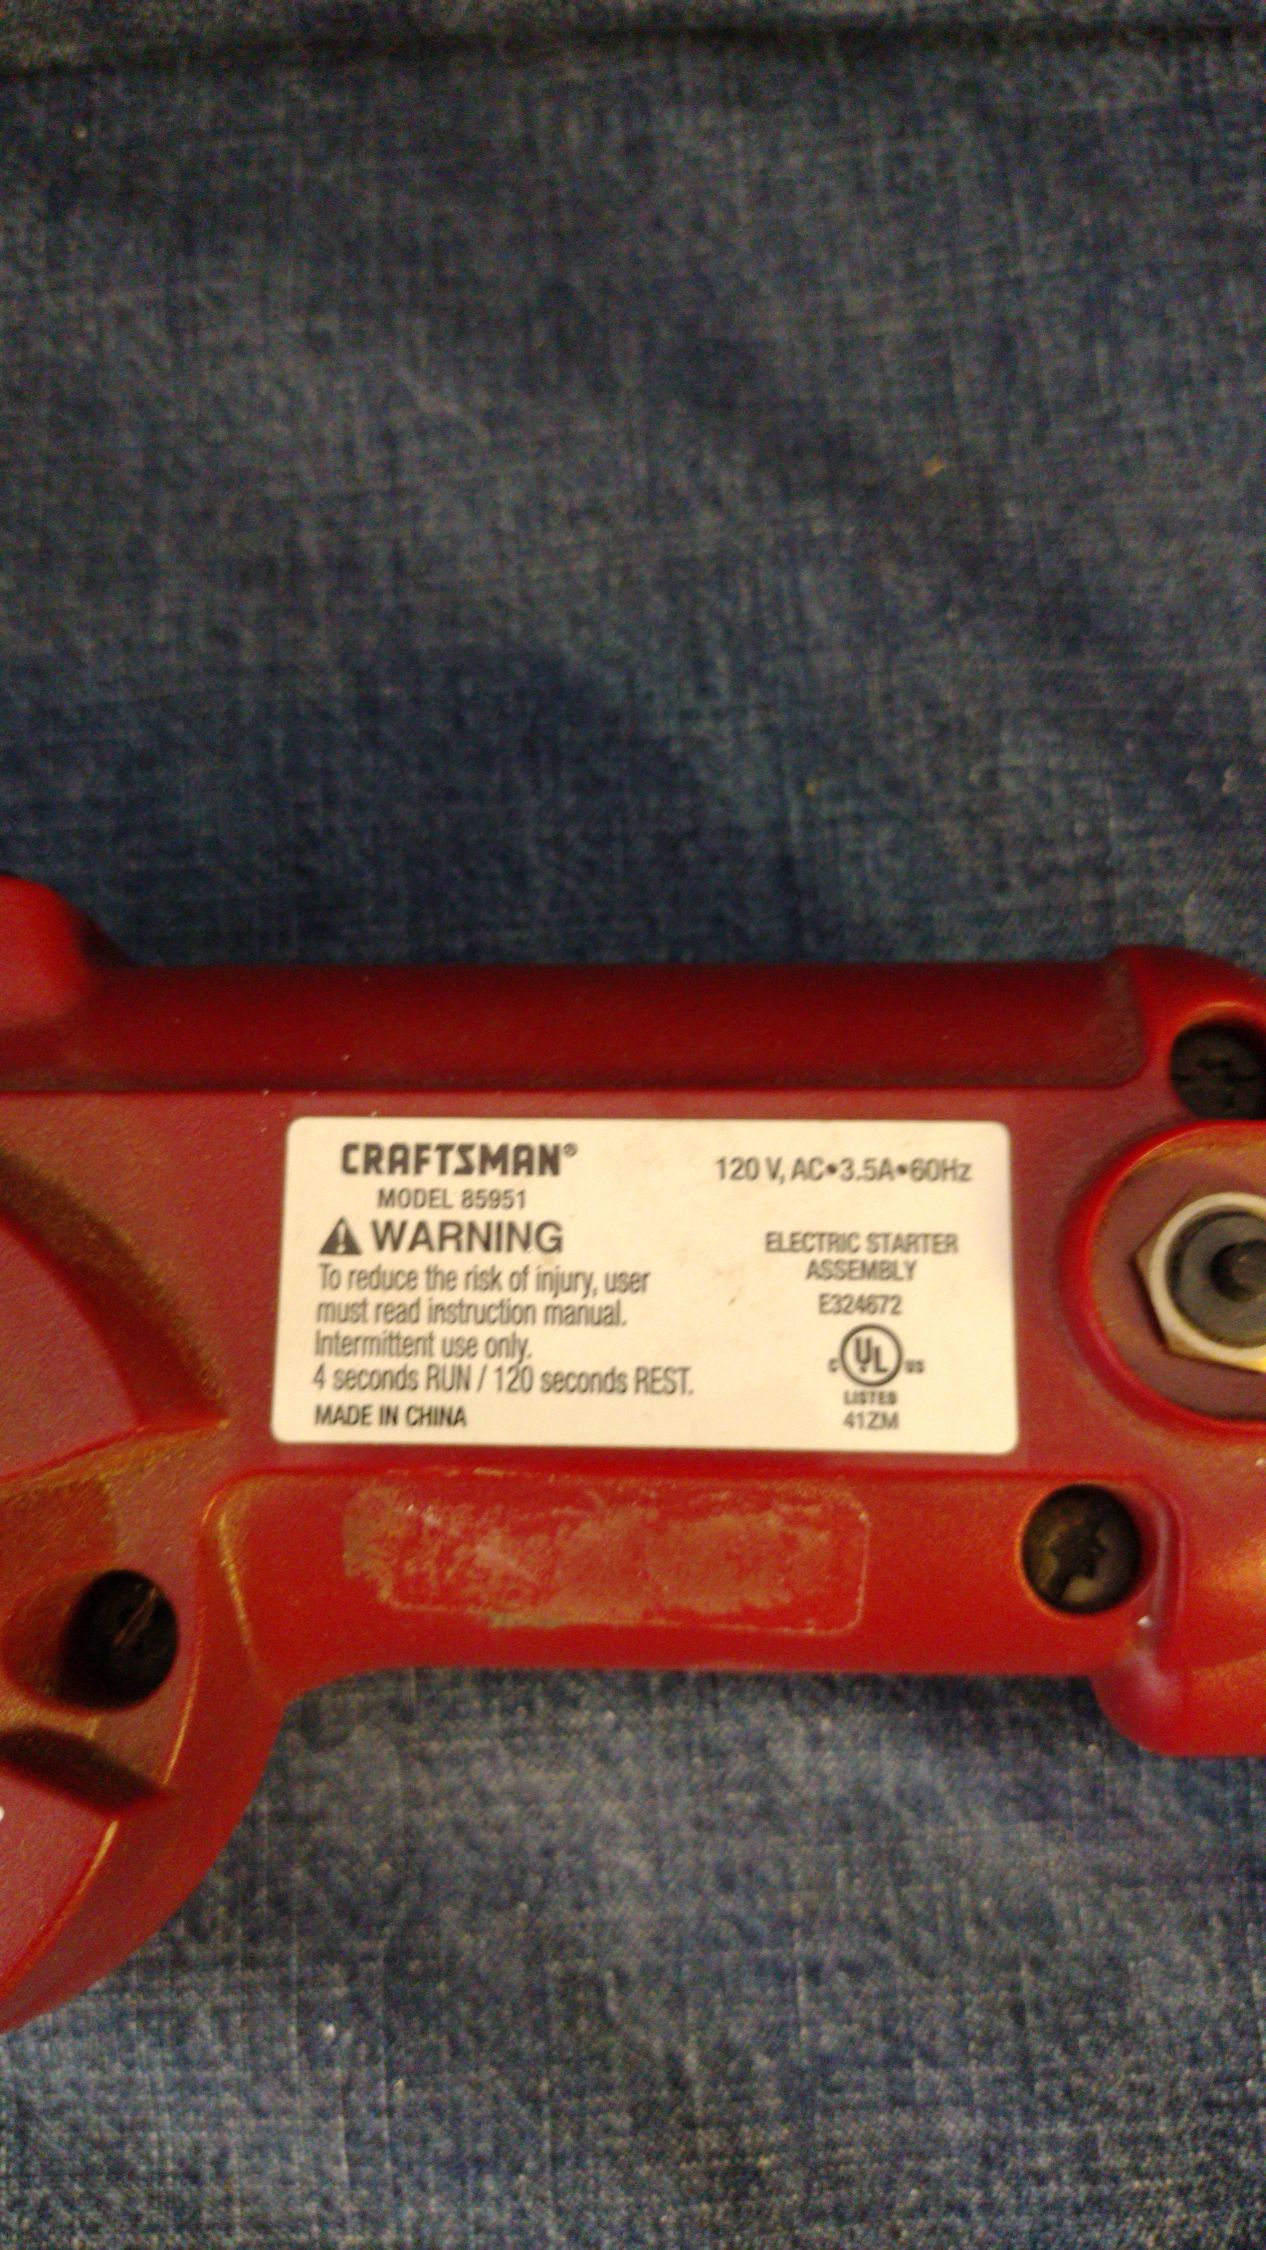 CRAFTSMAN®
MODEL 85951
WARNING
To reduce the risk of injury, user
must read instruction manual.
Intermittent use only.
4 seconds RUN / 120 seconds REST.
MADE IN CHINA
120 V, AC•3.5A•60Hz
ELECTRIC STARTER
ASSEMBLY
E324672
C UL US
LISTED
41ZM